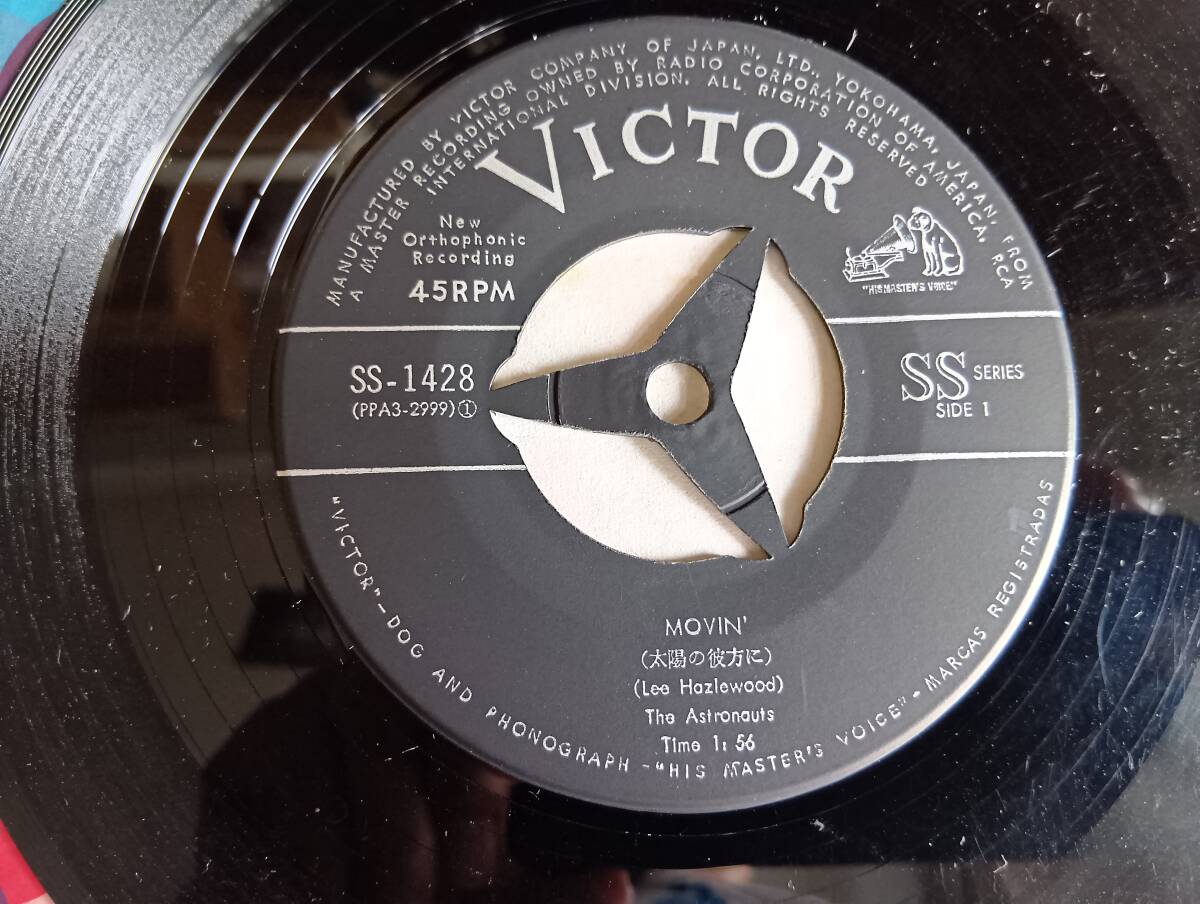 MANUFACTURED BY VICTOR COMPANY OF JAPAN, LTD., YOKOHAMA, JAPAN, FROM
A MASTER RECORDING OWNED BY RADIO CORPORATION OF AMERICA, RCA
INTERNATIONAL DIVISION. ALL RIGHTS RESERVED
VICTOR
New
Orthophonic
Recording
45RPM
"HIS MASTER'S VOICE"
SS-1428
(PPA3-2999)①
SS SERIES
SIDE 1
MOVIN'
(太陽の彼方に)
(Lee Hazlewood)
The Astronauts
Time 1:56
"VICTOR"-DOG AND PHONOGRAPH-"HIS MASTER'S VOICE"-MARCAS REGISTRADAS